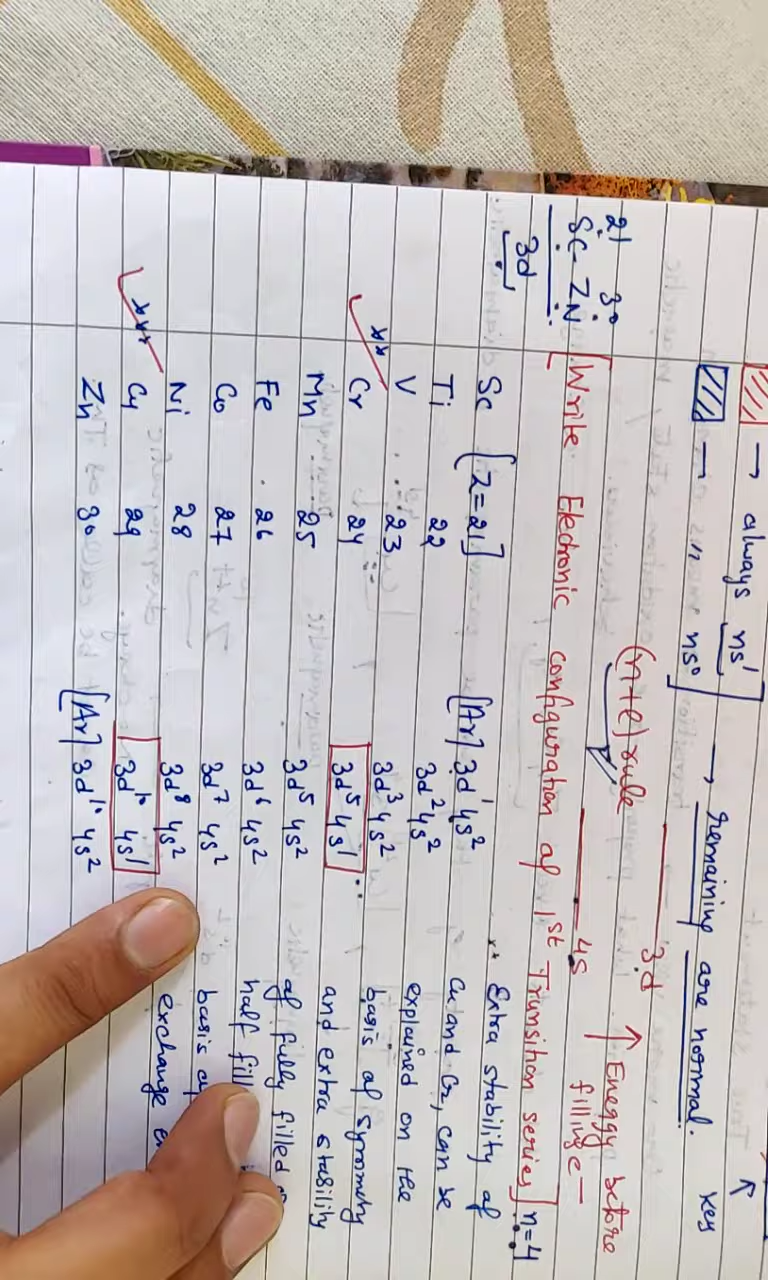 → always ns¹]
→ " ns⁰] → remaining are normal. key
3d
21 30 (n+l) rule ↑ Energy before
Sc - ZN 4s filling -
3d [Write Electronic configuration of 1st Transition series] n=4
Sc [Z=21] [Ar] 3d¹ 4s² ** Extra stability of
Ti 22 3d² 4s² Cu and Cr, can be
V 23 3d³ 4s² explained on the
** Cr 24 3d⁵ 4s¹ basis of symmetry
Mn 25 3d⁵ 4s² and extra stability
Fe 26 3d⁶ 4s² of fully filled
Co 27 3d⁷ 4s² half fill
Ni 28 3d⁸ 4s² basis of
*** Cu 29 3d¹⁰ 4s¹ exchange
Zn 30 [Ar] 3d¹⁰ 4s²